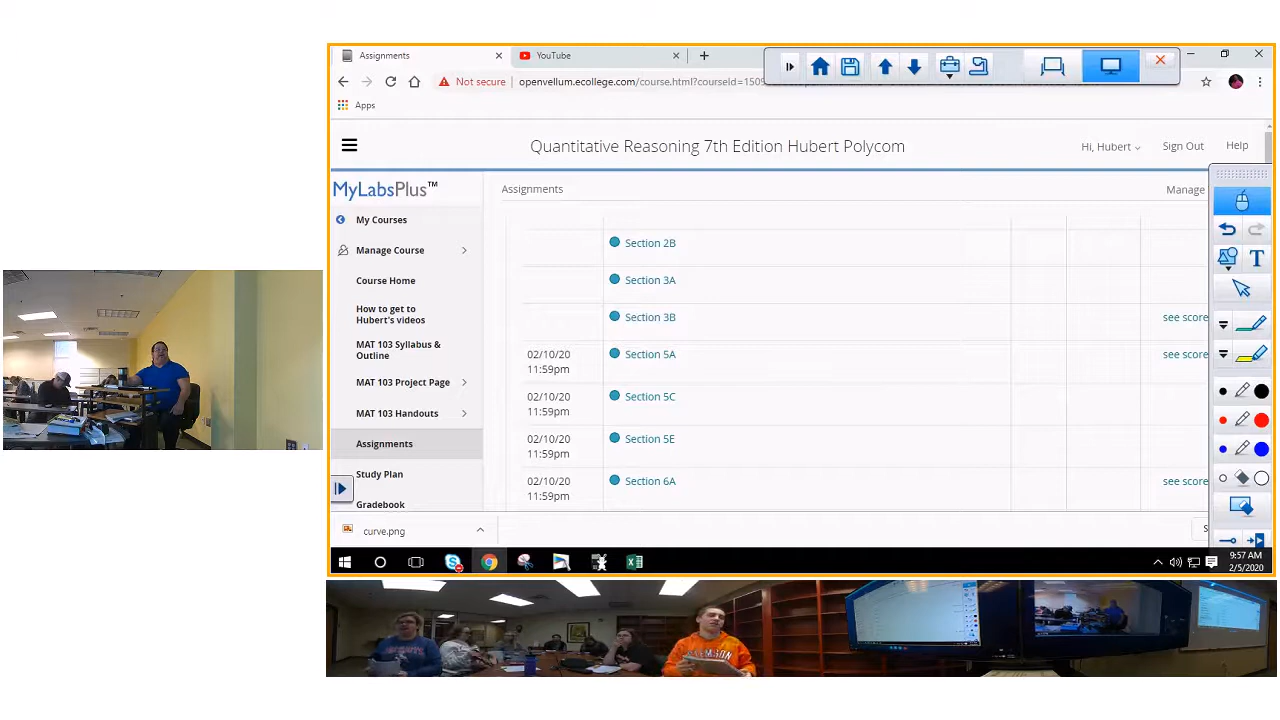 Assignments
YouTube
Not secure | openvellum.ecollege.com/course.html?courseId=1509
Apps
Quantitative Reasoning 7th Edition Hubert Polycom
Hi, Hubert
Sign Out
Help
MyLabsPlus™
Assignments
Manage
My Courses
Manage Course
Course Home
How to get to
Hubert's videos
MAT 103 Syllabus &
Outline
MAT 103 Project Page
MAT 103 Handouts
Assignments
Study Plan
Gradebook
Section 2B
Section 3A
Section 3B
see score
02/10/20
11:59pm
Section 5A
see score
02/10/20
11:59pm
Section 5C
02/10/20
11:59pm
Section 5E
02/10/20
11:59pm
Section 6A
see score
T
curve.png
S
9:57 AM
2/5/2020
CLEMSON